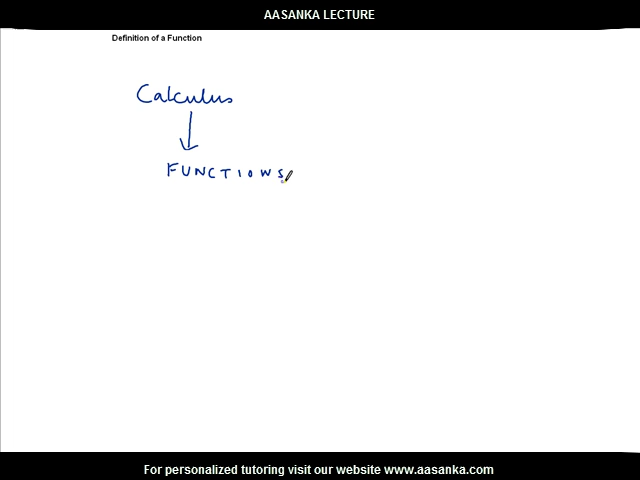 AASANKA LECTURE
Definition of a Function
Calculus
FUNCTIONS
For personalized tutoring visit our website www.aasanka.com